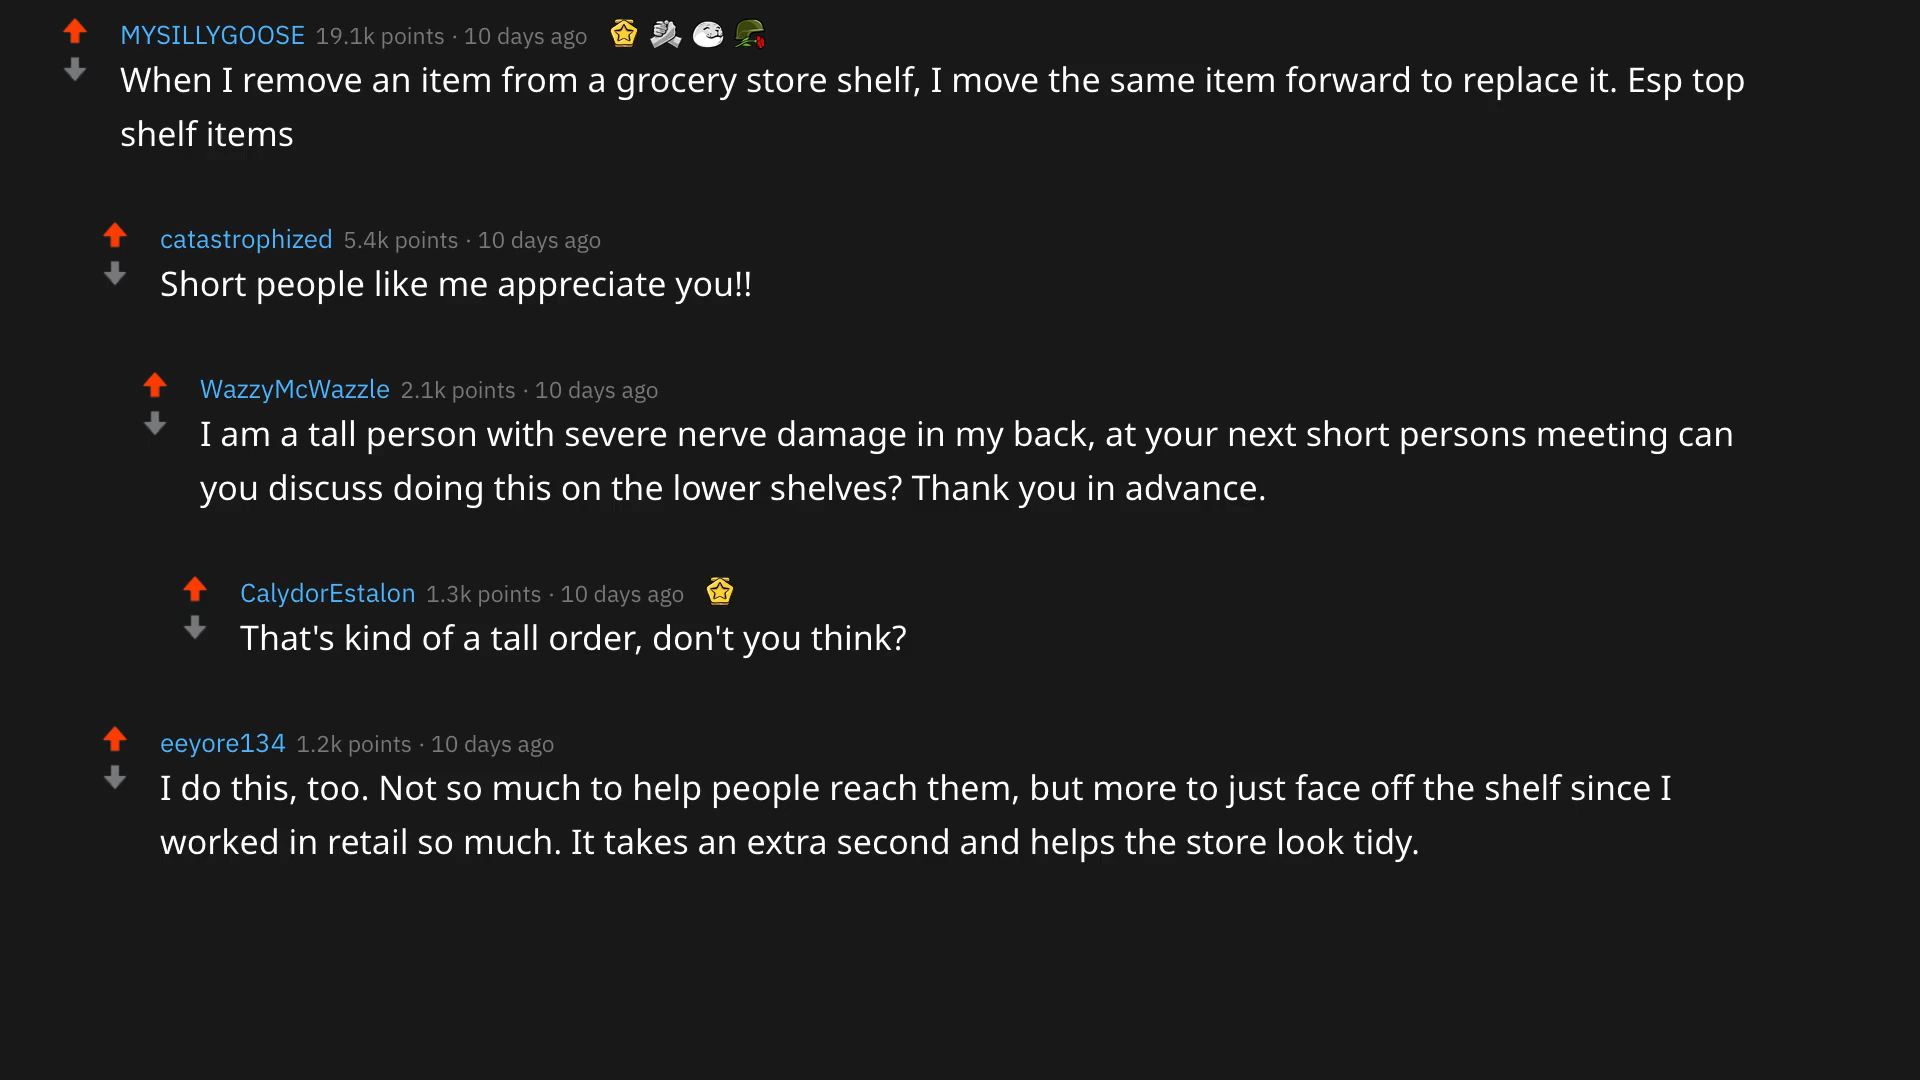 MYSILLYGOOSE 19.1k points · 10 days ago
When I remove an item from a grocery store shelf, I move the same item forward to replace it. Esp top
shelf items
catastrophized 5.4k points · 10 days ago
Short people like me appreciate you!!
WazzyMcWazzle 2.1k points · 10 days ago
I am a tall person with severe nerve damage in my back, at your next short persons meeting can
you discuss doing this on the lower shelves? Thank you in advance.
CalydorEstalon 1.3k points · 10 days ago
That's kind of a tall order, don't you think?
eeyore134 1.2k points · 10 days ago
I do this, too. Not so much to help people reach them, but more to just face off the shelf since I
worked in retail so much. It takes an extra second and helps the store look tidy.